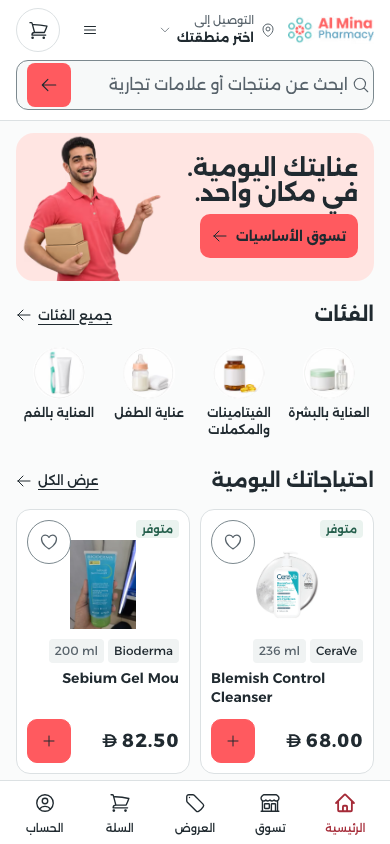 Al Mina
Pharmacy
التوصيل إلى
اختر منطقتك
ابحث عن منتجات أو علامات تجارية
عنايتك اليومية.
في مكان واحد.
تسوق الأساسيات
الفئات
جميع الفئات
العناية بالبشرة
الفيتامينات والمكملات
عناية الطفل
العناية بالفم
احتياجاتك اليومية
عرض الكل
متوفر
CeraVe
CeraVe
236 ml
Blemish Control
Cleanser
68.00
متوفر
Bioderma
200 ml
Sebium Gel Mou
82.50
الرئيسية
تسوق
العروض
السلة
الحساب